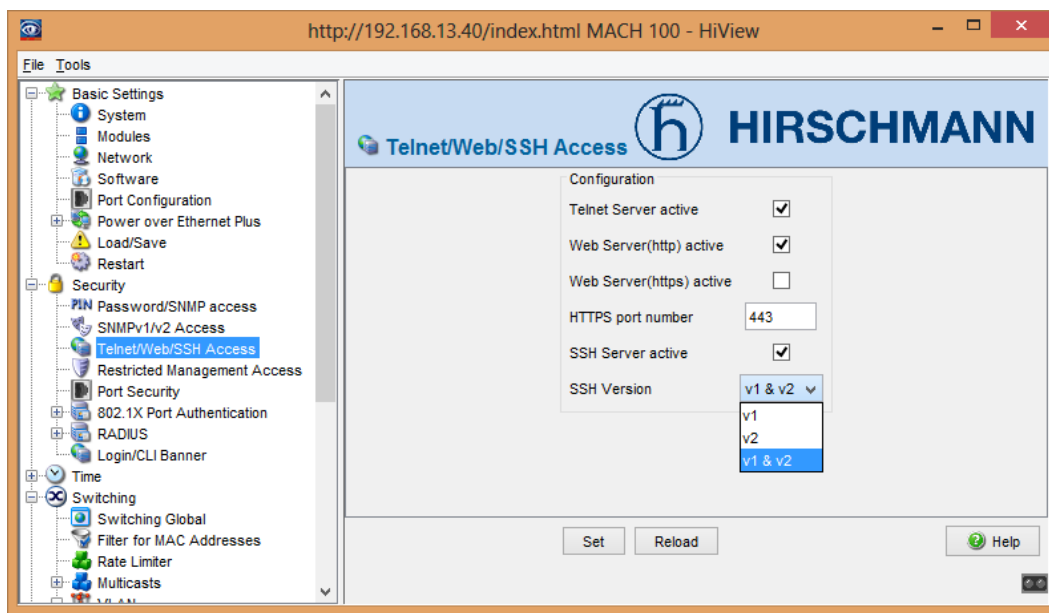 http://192.168.13.40/index.html MACH 100 - HiView
File Tools
Basic Settings
System
Modules
Network
Software
Port Configuration
Power over Ethernet Plus
Load/Save
Restart
Security
PIN Password/SNMP access
SNMPv1/v2 Access
Telnet/Web/SSH Access
Restricted Management Access
Port Security
802.1X Port Authentication
RADIUS
Login/CLI Banner
Time
Switching
Switching Global
Filter for MAC Addresses
Rate Limiter
Multicasts
VLAN
Telnet/Web/SSH Access
HIRSCHMANN
Configuration
Telnet Server active
Web Server(http) active
Web Server(https) active
HTTPS port number 443
SSH Server active
SSH Version v1 & v2
v1
v2
v1 & v2
Set Reload Help